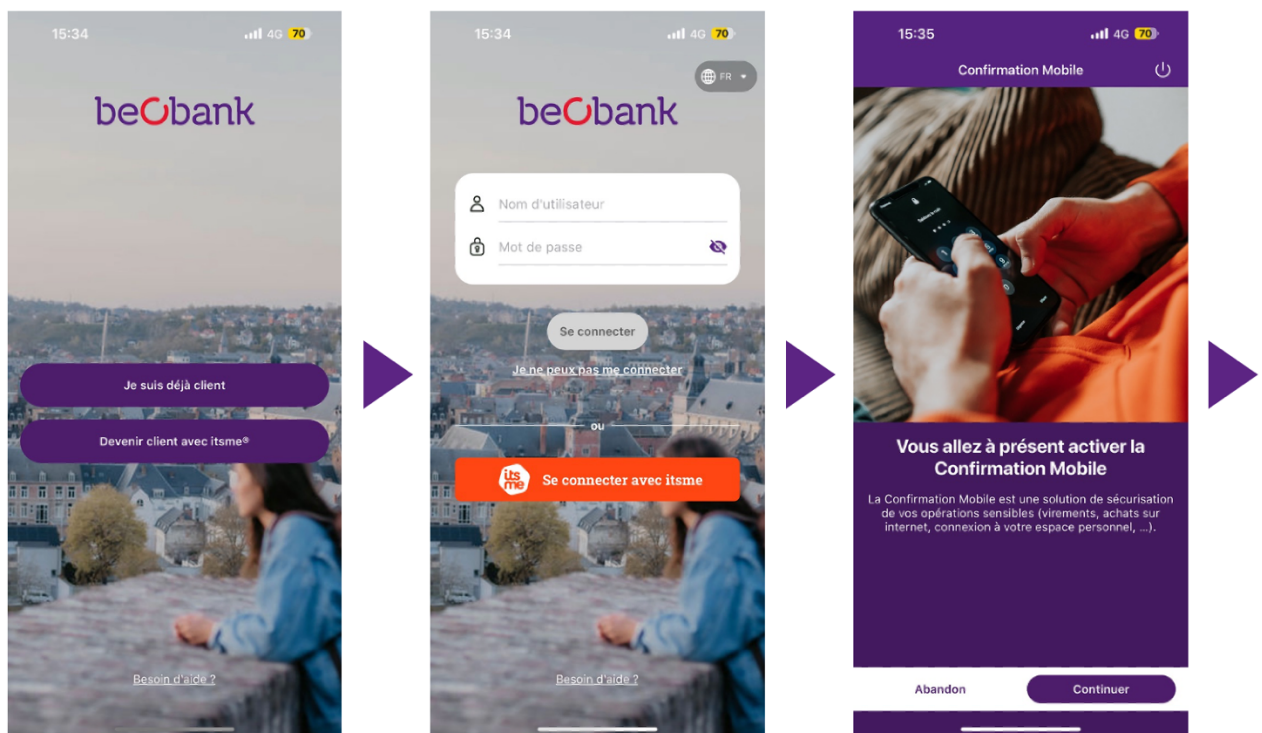 15:34
4G 70
beobank
Je suis déjà client
Devenir client avec itsme®
Besoin d'aide ?
15:34
4G 70
FR
beobank
Nom d'utilisateur
Mot de passe
Se connecter
Je ne peux pas me connecter
ou
itsme
Se connecter avec itsme
Besoin d'aide ?
15:35
4G 70
Confirmation Mobile
Vous allez à présent activer la
Confirmation Mobile
La Confirmation Mobile est une solution de sécurisation
de vos opérations sensibles (virements, achats sur
internet, connexion à votre espace personnel, ...).
Abandon
Continuer